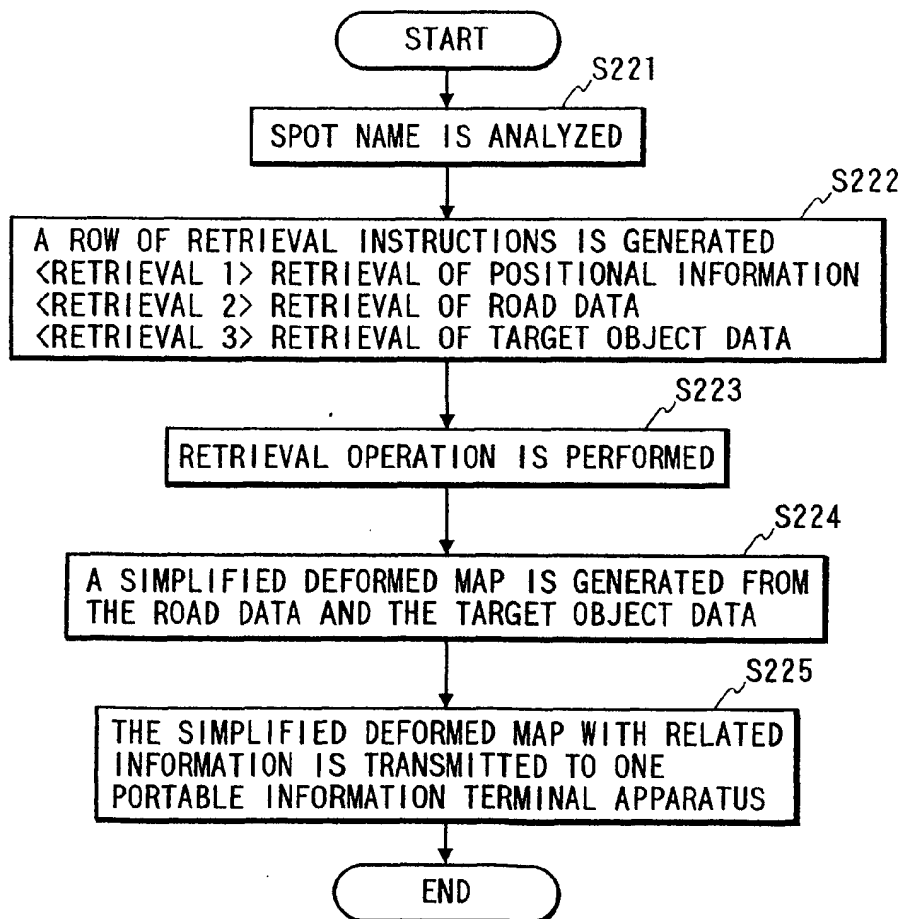 START
S221
SPOT NAME IS ANALYZED
S222
A ROW OF RETRIEVAL INSTRUCTIONS IS GENERATED
<RETRIEVAL 1> RETRIEVAL OF POSITIONAL INFORMATION
<RETRIEVAL 2> RETRIEVAL OF ROAD DATA
<RETRIEVAL 3> RETRIEVAL OF TARGET OBJECT DATA
S223
RETRIEVAL OPERATION IS PERFORMED
S224
A SIMPLIFIED DEFORMED MAP IS GENERATED FROM
THE ROAD DATA AND THE TARGET OBJECT DATA
S225
THE SIMPLIFIED DEFORMED MAP WITH RELATED
INFORMATION IS TRANSMITTED TO ONE
PORTABLE INFORMATION TERMINAL APPARATUS
END